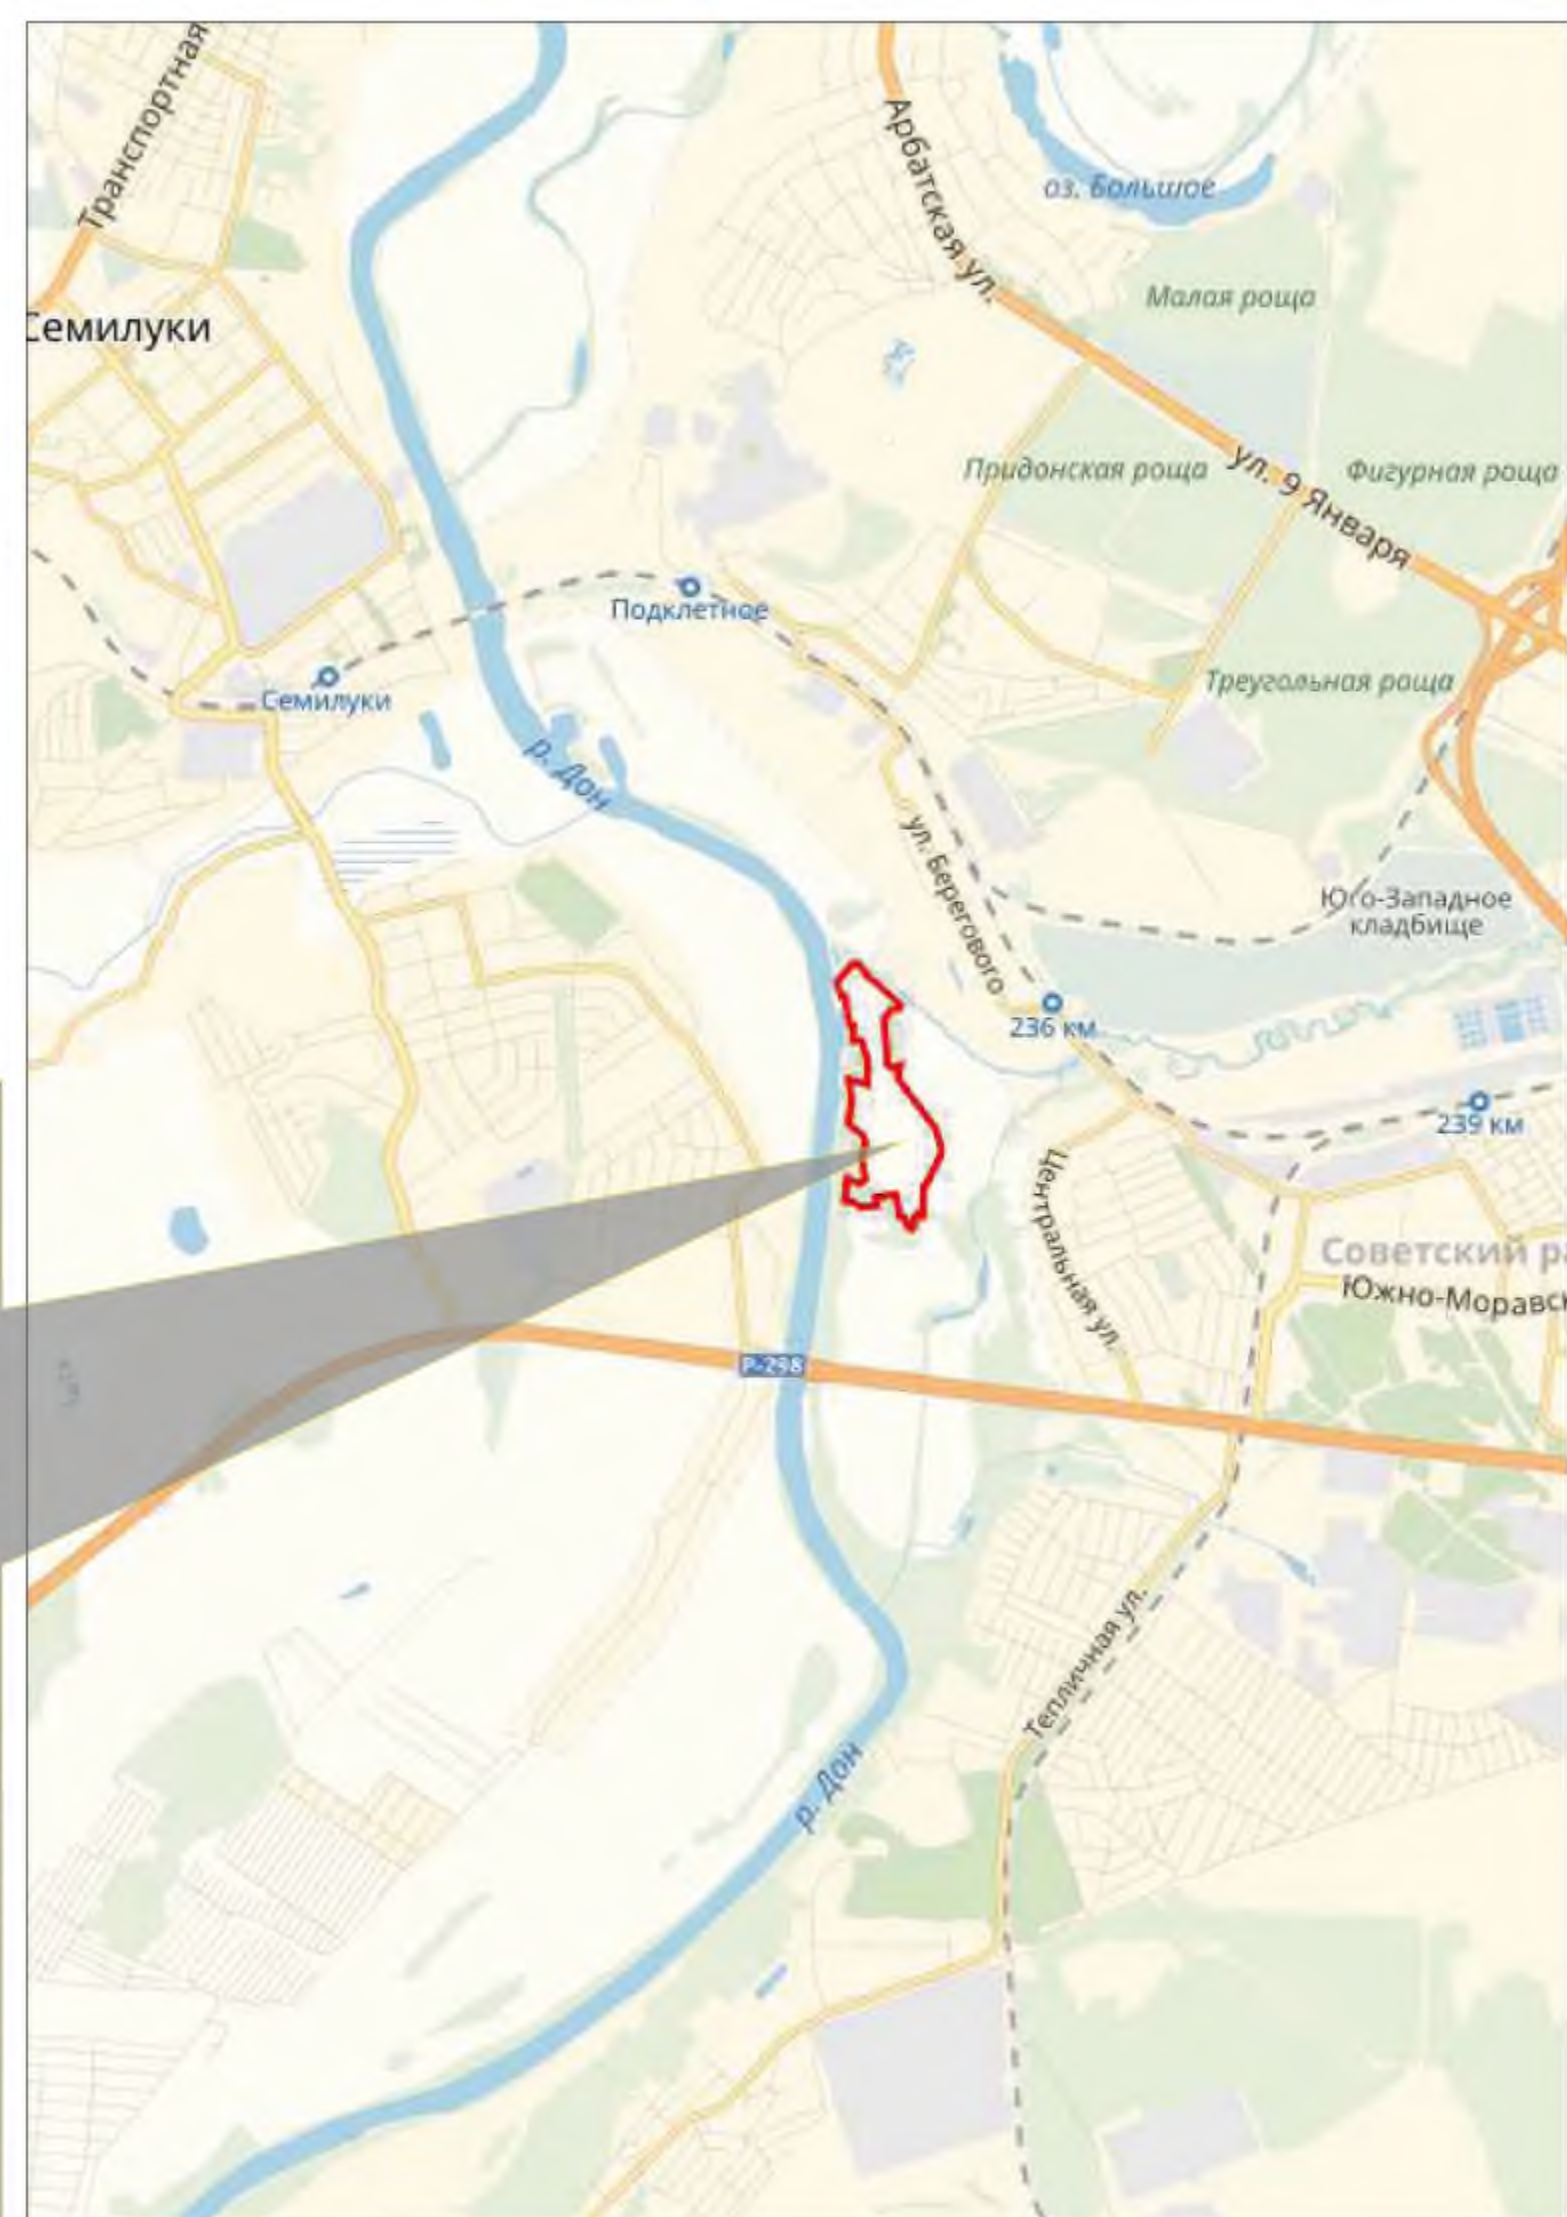 Транспортная
Арбатская ул.
оз. Большое
Малая роща
Семилуки
Придонская роща
ул. 9 Января
Фигурная роща
Подклетное
Семилуки
Треугольная роща
р. Дон
ул. Берегового
Юго-Западное
кладбище
236 км
239 км
Центральная ул.
Советский р
Южно-Моравск
Р-298
Тепличная ул.
р. Дон